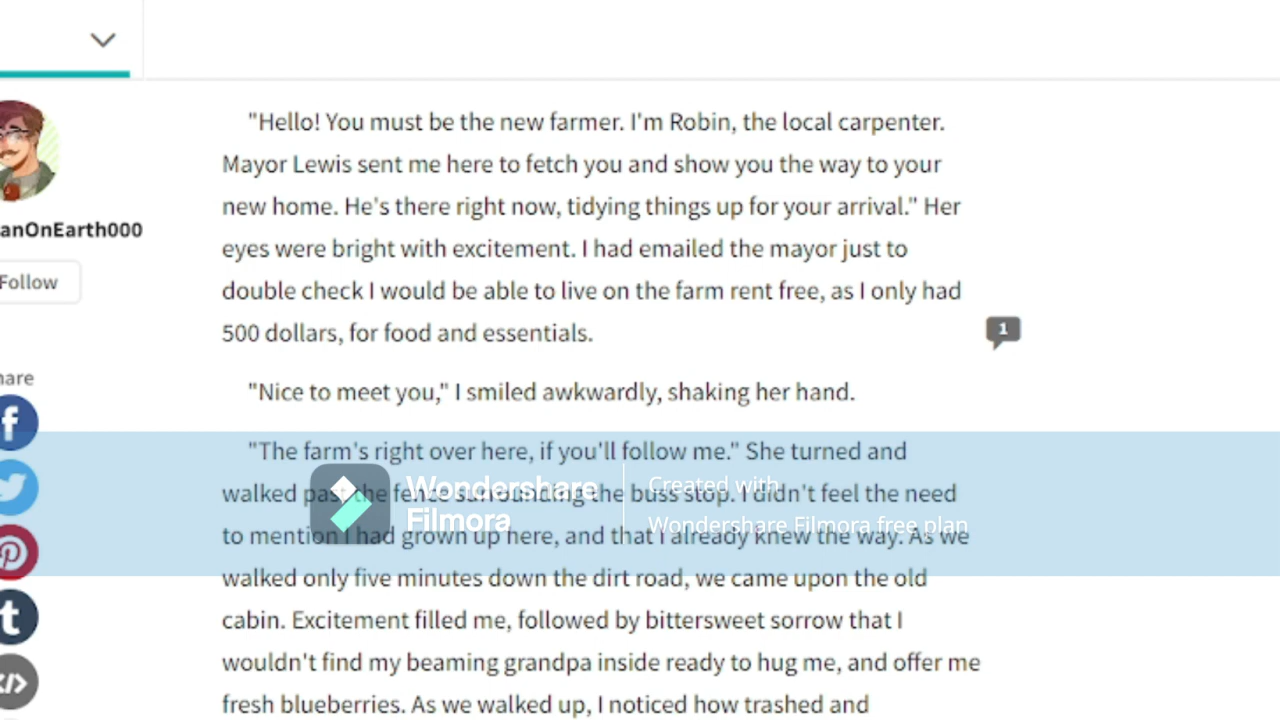 "Hello! You must be the new farmer. I'm Robin, the local carpenter.
Mayor Lewis sent me here to fetch you and show you the way to your
new home. He's there right now, tidying things up for your arrival." Her
anOnEarth000
eyes were bright with excitement. I had emailed the mayor just to
Follow
double check I would be able to live on the farm rent free, as I only had
500 dollars, for food and essentials.
1
hare
"Nice to meet you," I smiled awkwardly, shaking her hand.
"The farm's right over here, if you'll follow me." She turned and
walked past the fence surrounding the buss stop. I didn't feel the need
to mention I had grown up here, and that I already knew the way. As we
Wondershare
Filmora
Created with
Wondershare Filmora free plan
walked only five minutes down the dirt road, we came upon the old
cabin. Excitement filled me, followed by bittersweet sorrow that I
wouldn't find my beaming grandpa inside ready to hug me, and offer me
fresh blueberries. As we walked up, I noticed how trashed and